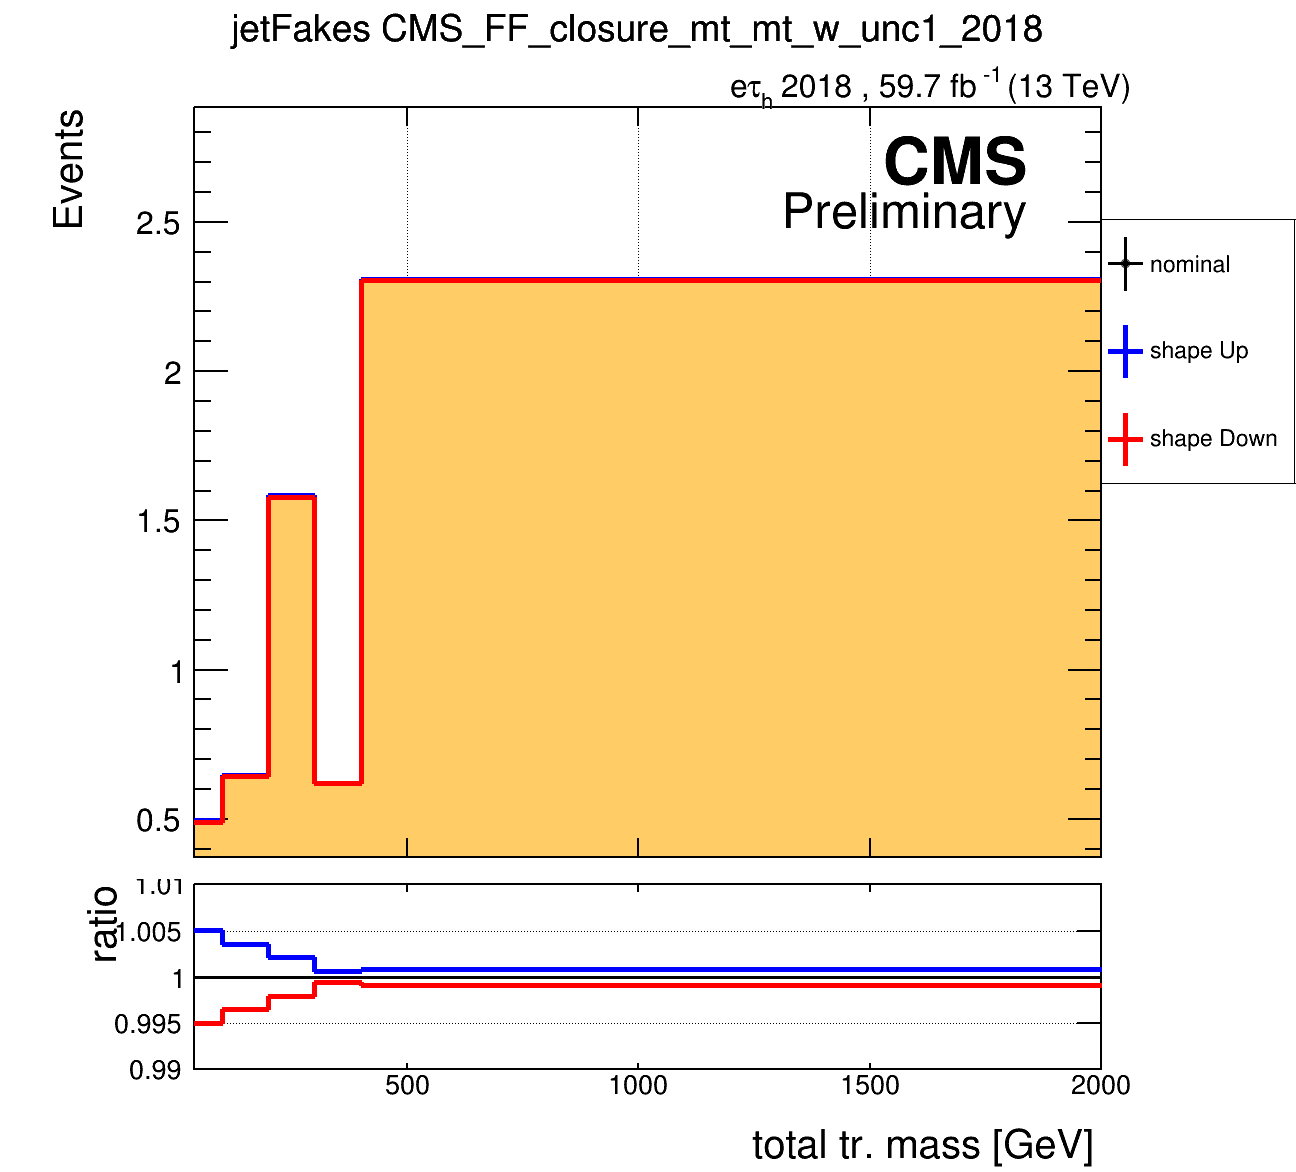 jetFakes CMS_FF_closure_mt_mt_w_unc1_2018
eτh 2018 , 59.7 fb-1 (13 TeV)
Events
CMS
Preliminary
2.5
2
1.5
1
0.5
nominal
shape Up
shape Down
ratio
1.01
1.005
1
0.995
0.99
500
1000
1500
2000
total tr. mass [GeV]